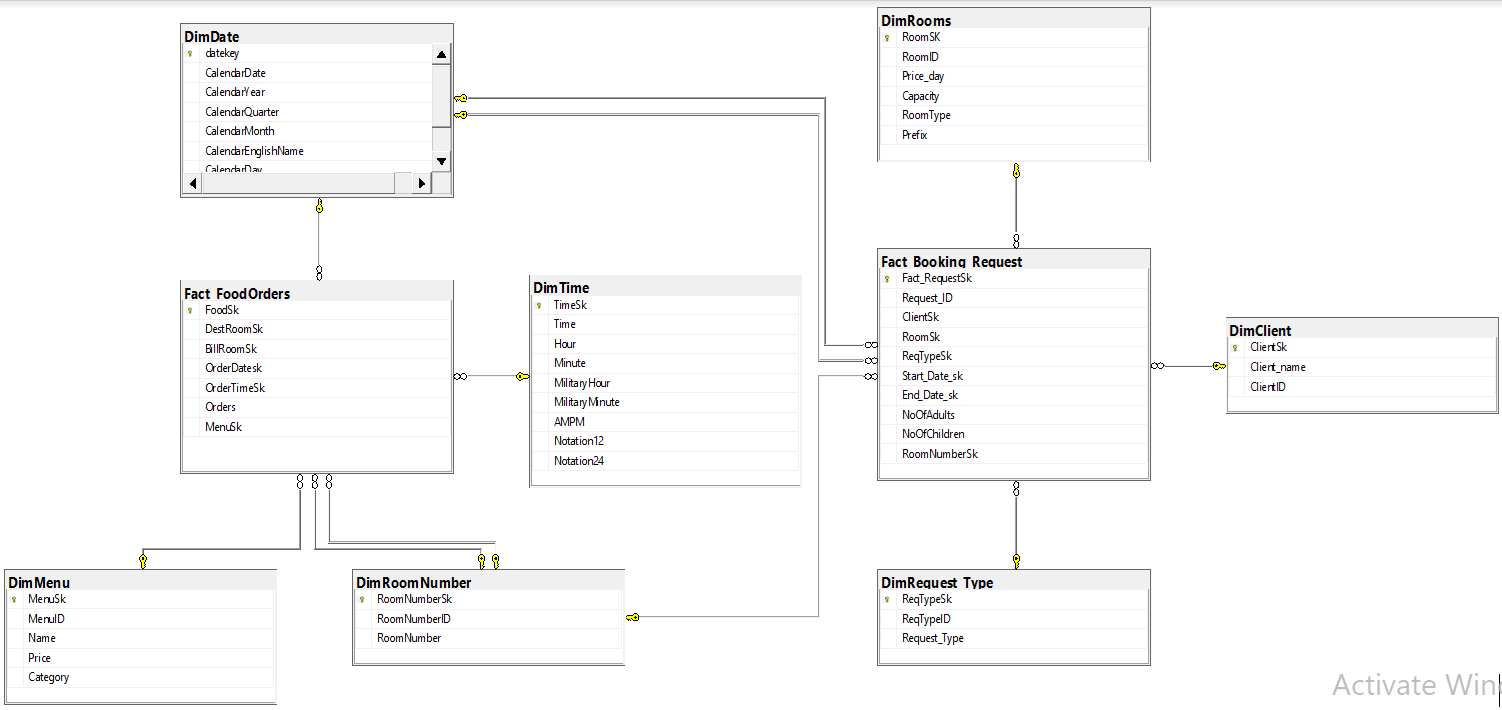 DimDate
datekey
CalendarDate
CalendarYear
CalendarQuarter
CalendarMonth
CalendarEnglishName
CalendarDay
DimRooms
RoomSK
RoomID
Price_day
Capacity
RoomType
Prefix
Fact_FoodOrders
FoodSk
DestRoomSk
BillRoomSk
OrderDatesk
OrderTimeSk
Orders
MenuSk
DimTime
TimeSk
Time
Hour
Minute
MilitaryHour
MilitaryMinute
AMPM
Notation12
Notation24
Fact_Booking_Request
Fact_RequestSk
Request_ID
ClientSk
RoomSk
ReqTypeSk
Start_Date_sk
End_Date_sk
NoOfAdults
NoOfChildren
RoomNumberSk
DimClient
ClientSk
Client_name
ClientID
DimMenu
MenuSk
MenuID
Name
Price
Category
DimRoomNumber
RoomNumberSk
RoomNumberID
RoomNumber
DimRequest_Type
ReqTypeSk
ReqTypeID
Request_Type
Activate Win